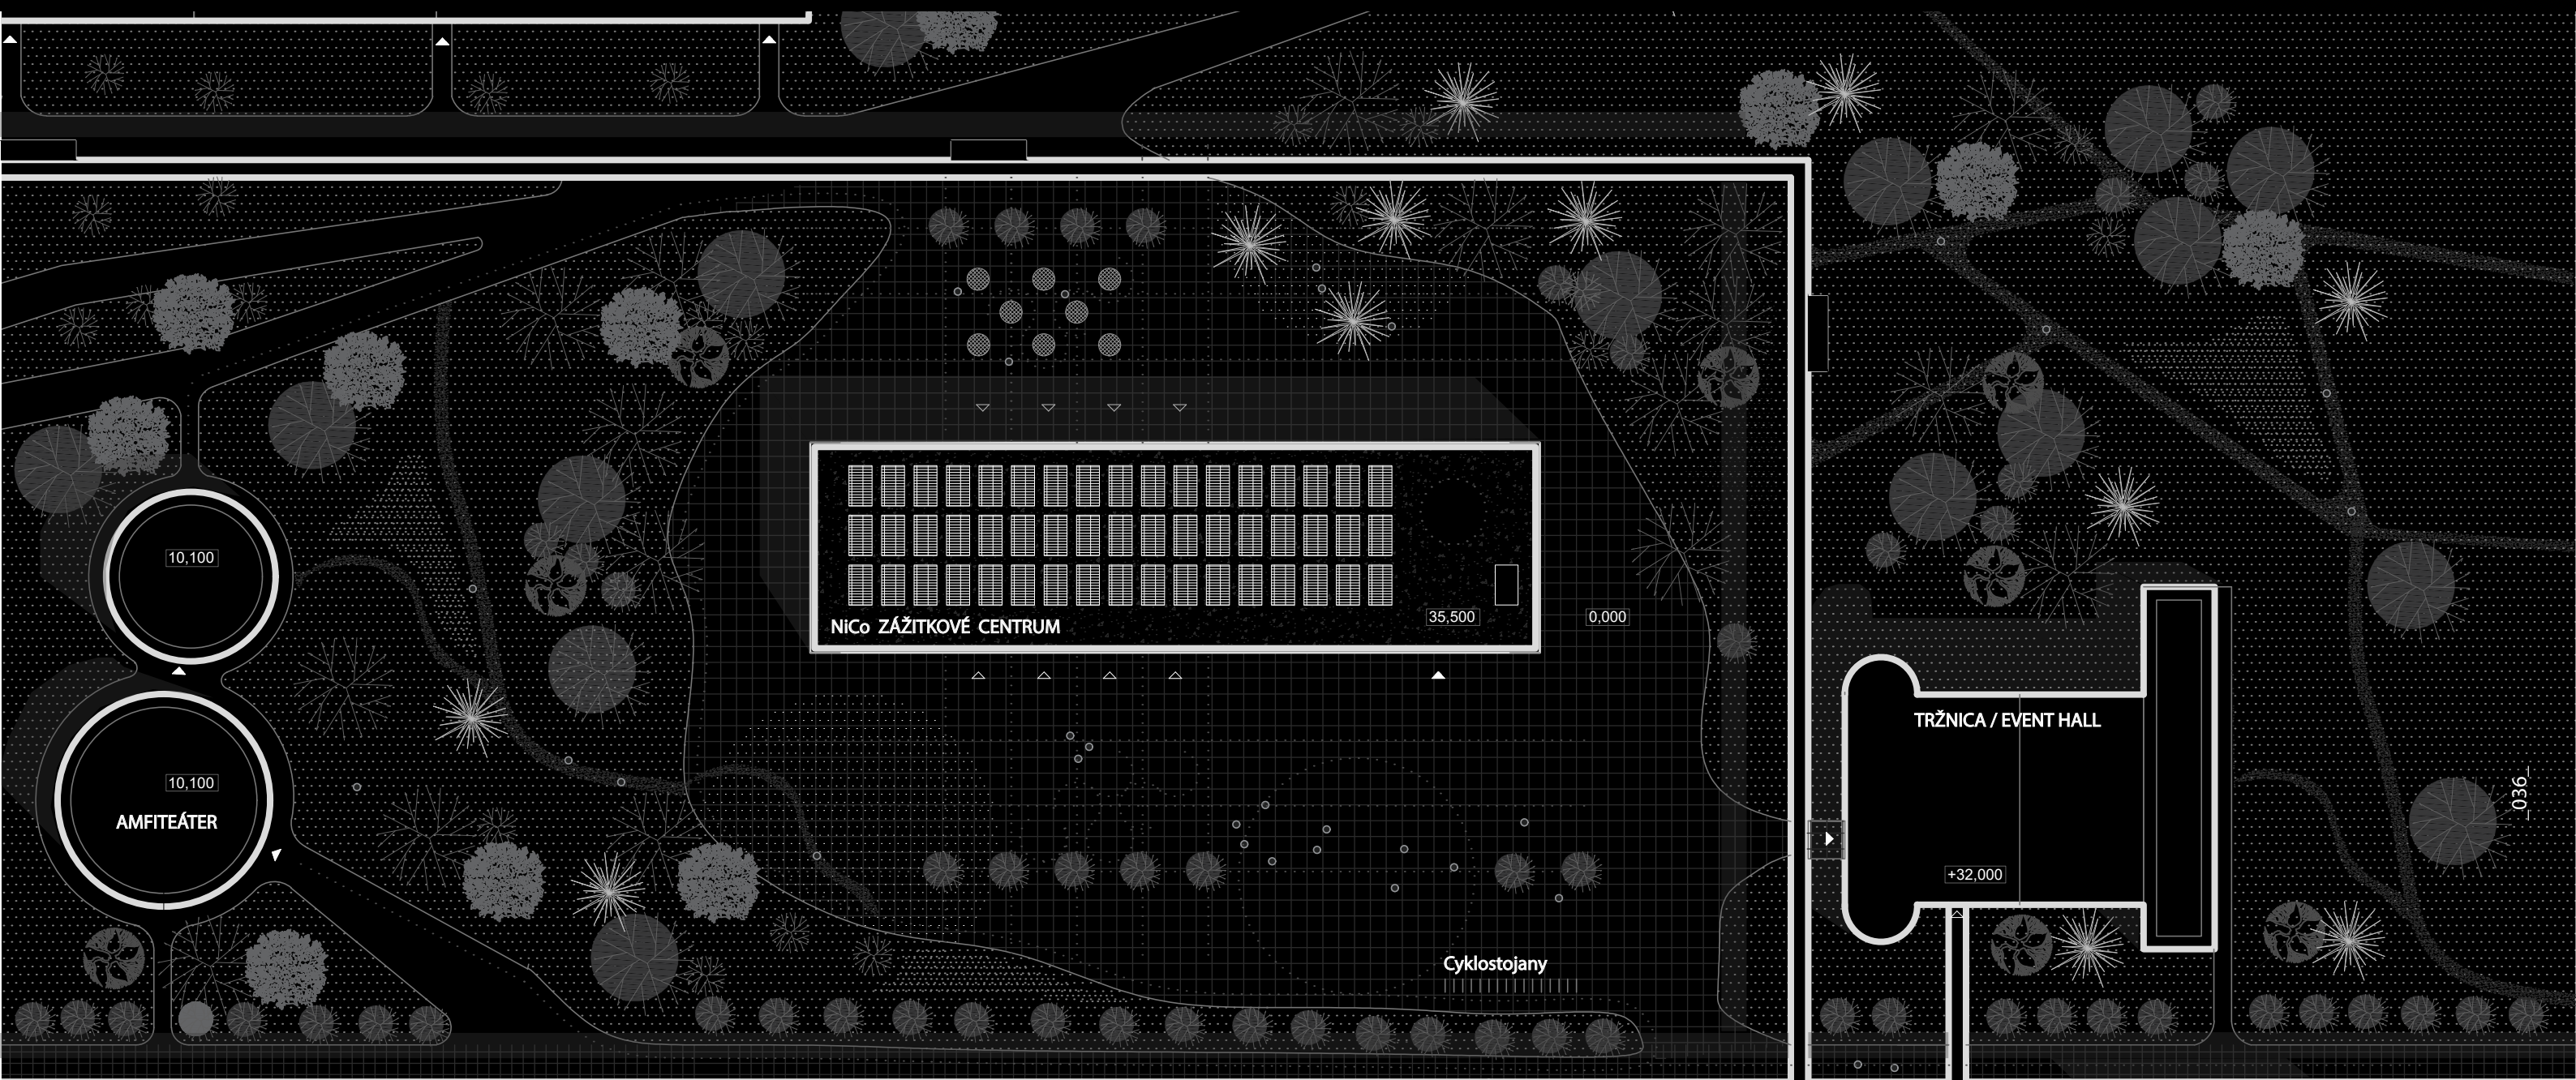 10,100
35,500
0,000
NiCo ZÁŽITKOVÉ CENTRUM
TRŽNICA / EVENT HALL
10,100
AMFITEÁTER
_036_
+32,000
Cyklostojany